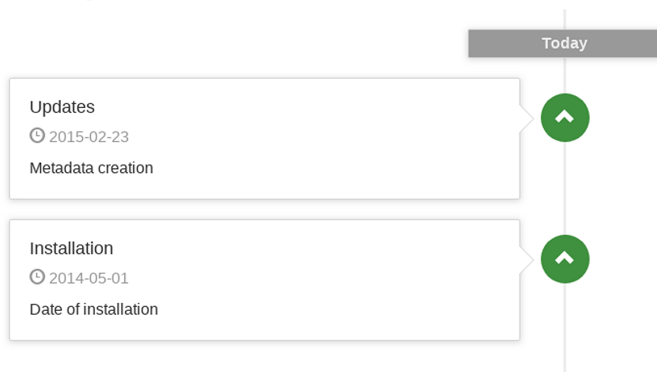 Today
Updates
2015-02-23
Metadata creation
Installation
2014-05-01
Date of installation